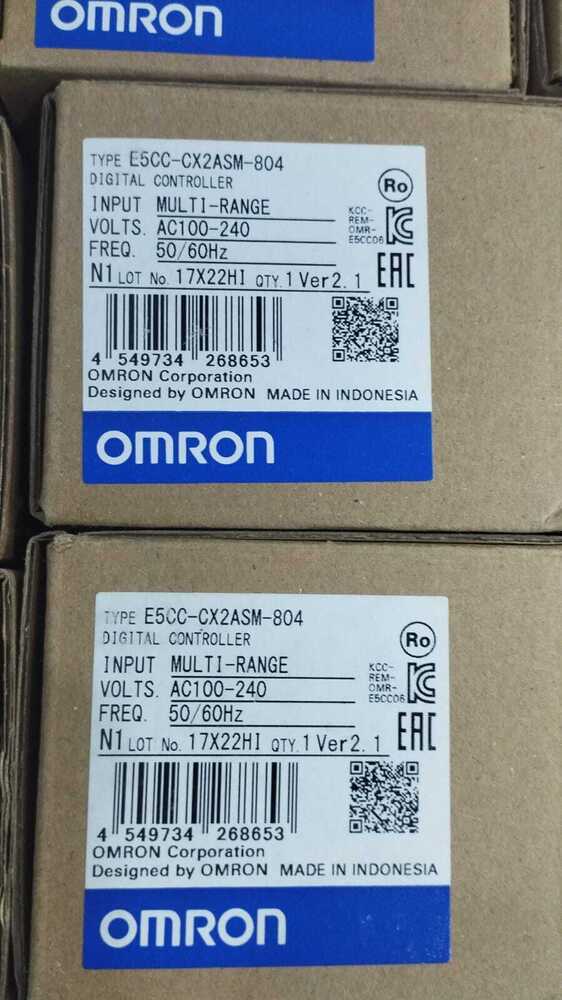 OMRON
TYPE E5CC-CX2ASM-804
DIGITAL CONTROLLER
Ro
INPUT MULTI-RANGE
VOLTS. AC100-240
FREQ. 50/60Hz
KCC-
REM-
OMR-
E5CC06
N1 LOT No. 17X22HI QTY. 1 Ver2.1
EAC
4 549734 268653
OMRON Corporation
Designed by OMRON MADE IN INDONESIA
OMRON
TYPE E5CC-CX2ASM-804
DIGITAL CONTROLLER
Ro
INPUT MULTI-RANGE
VOLTS. AC100-240
FREQ. 50/60Hz
KCC-
REM-
OMR-
E5CC06
N1 LOT No. 17X22HI QTY. 1 Ver2.1
EAC
4 549734 268653
OMRON Corporation
Designed by OMRON MADE IN INDONESIA
OMRON